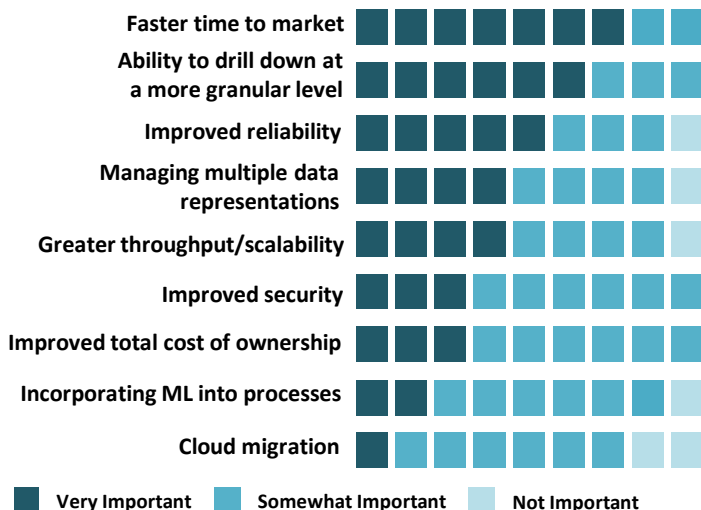 Faster time to market
Ability to drill down at
a more granular level
Improved reliability
Managing multiple data
representations
Greater throughput/scalability
Improved security
Improved total cost of ownership
Incorporating ML into processes
Cloud migration
Very Important Somewhat Important Not Important